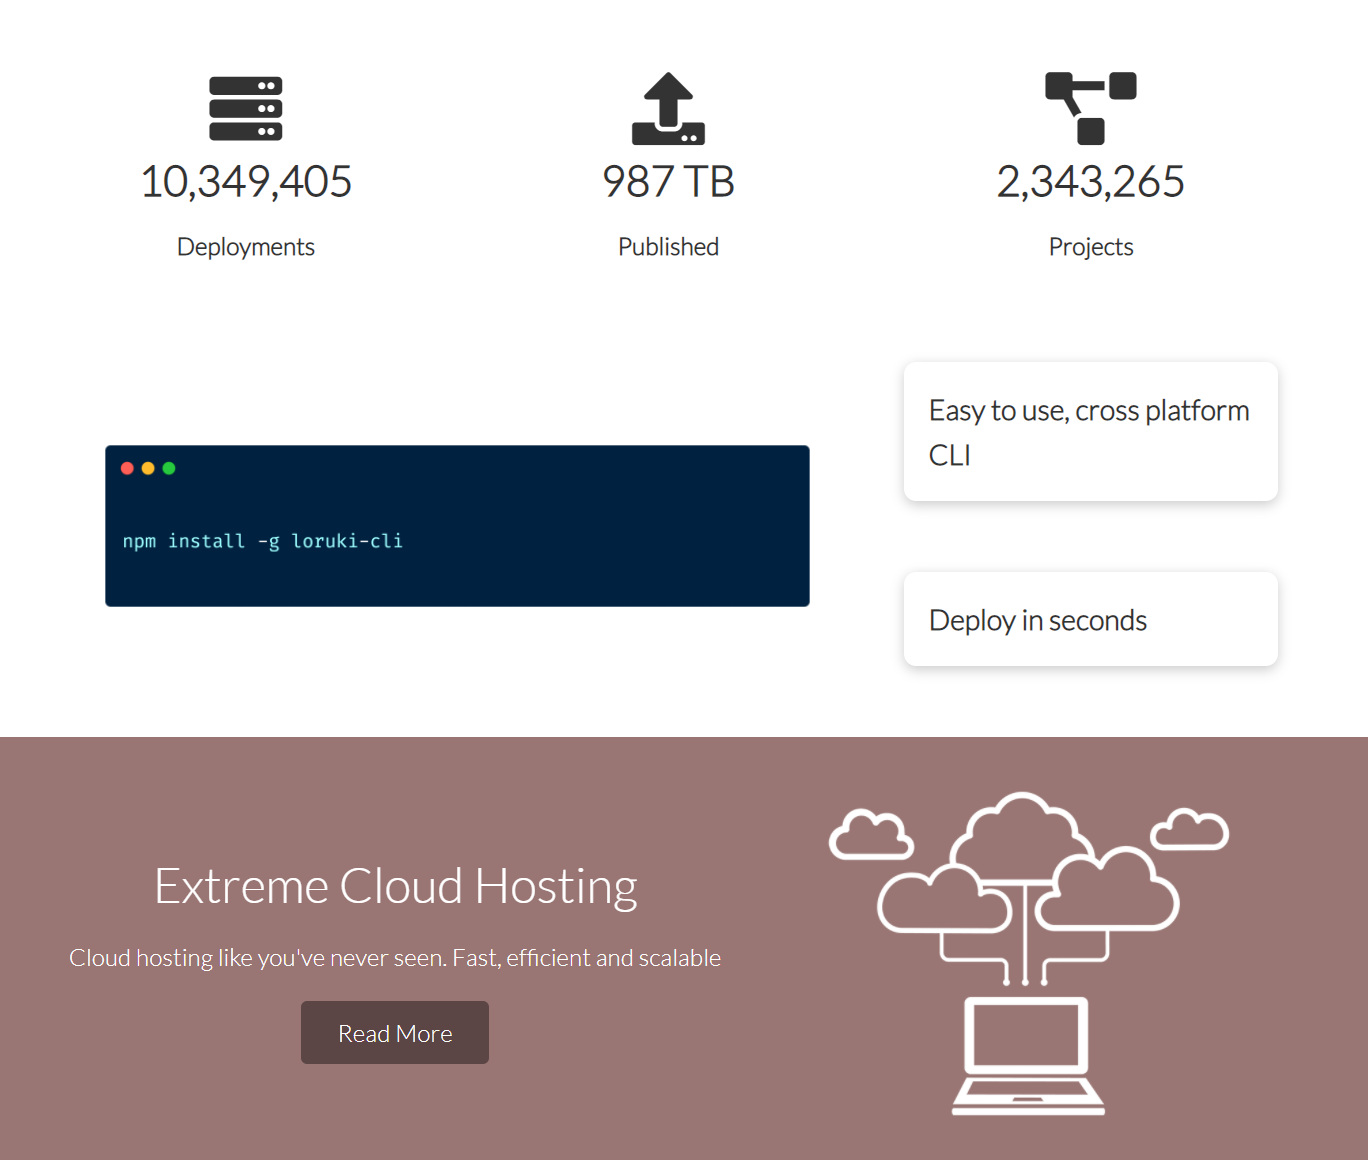 10,349,405
987 TB
2,343,265
Deployments
Published
Projects
npm install -g loruki-cli
Easy to use, cross platform
CLI
Deploy in seconds
Extreme Cloud Hosting
Cloud hosting like you've never seen. Fast, efficient and scalable
Read More